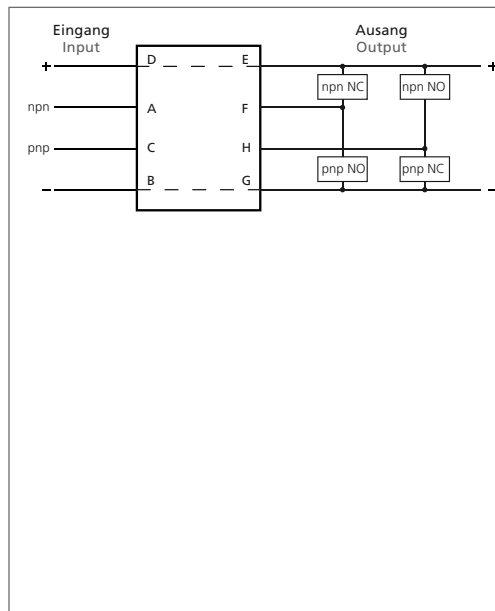 Eingang
Input
Ausang
Output
+ D E +
npn NC npn NO
npn A F
pnp C H
pnp NO pnp NC
- B G -